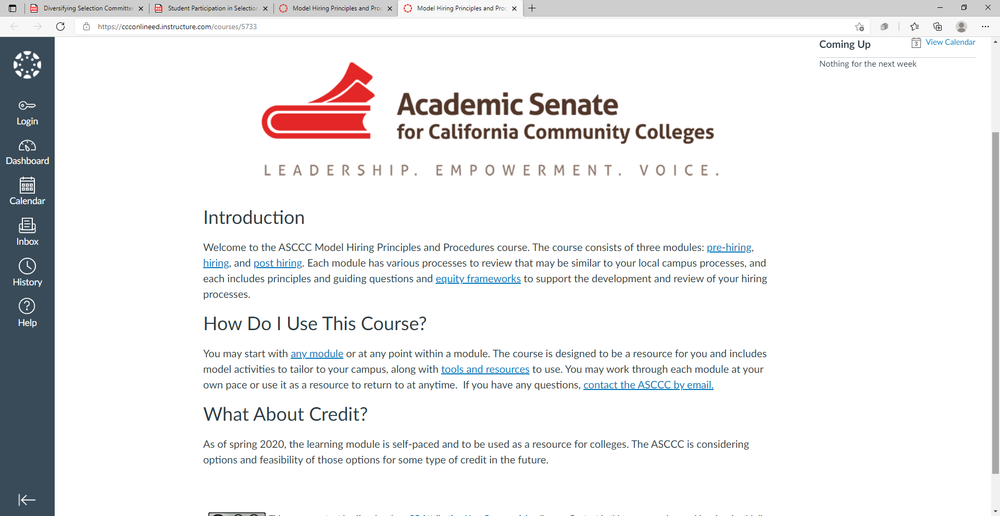 Diversifying Selection Committe
Student Participation in Selection
Model Hiring Principles and Proc
Model Hiring Principles and Proc
https://ccconlineed.instructure.com/courses/5733
Login
Dashboard
Calendar
Inbox
History
Help
Coming Up
3 View Calendar
Nothing for the next week
Academic Senate
for California Community Colleges
LEADERSHIP. EMPOWERMENT. VOICE.
Introduction
Welcome to the ASCCC Model Hiring Principles and Procedures course. The course consists of three modules: pre-hiring,
hiring, and post hiring. Each module has various processes to review that may be similar to your local campus processes, and
each includes principles and guiding questions and equity frameworks to support the development and review of your hiring
processes.
How Do I Use This Course?
You may start with any module or at any point within a module. The course is designed to be a resource for you and includes
model activities to tailor to your campus, along with tools and resources to use. You may work through each module at your
own pace or use it as a resource to return to at anytime.  If you have any questions, contact the ASCCC by email.
What About Credit?
As of spring 2020, the learning module is self-paced and to be used as a resource for colleges. The ASCCC is considering
options and feasibility of those options for some type of credit in the future.